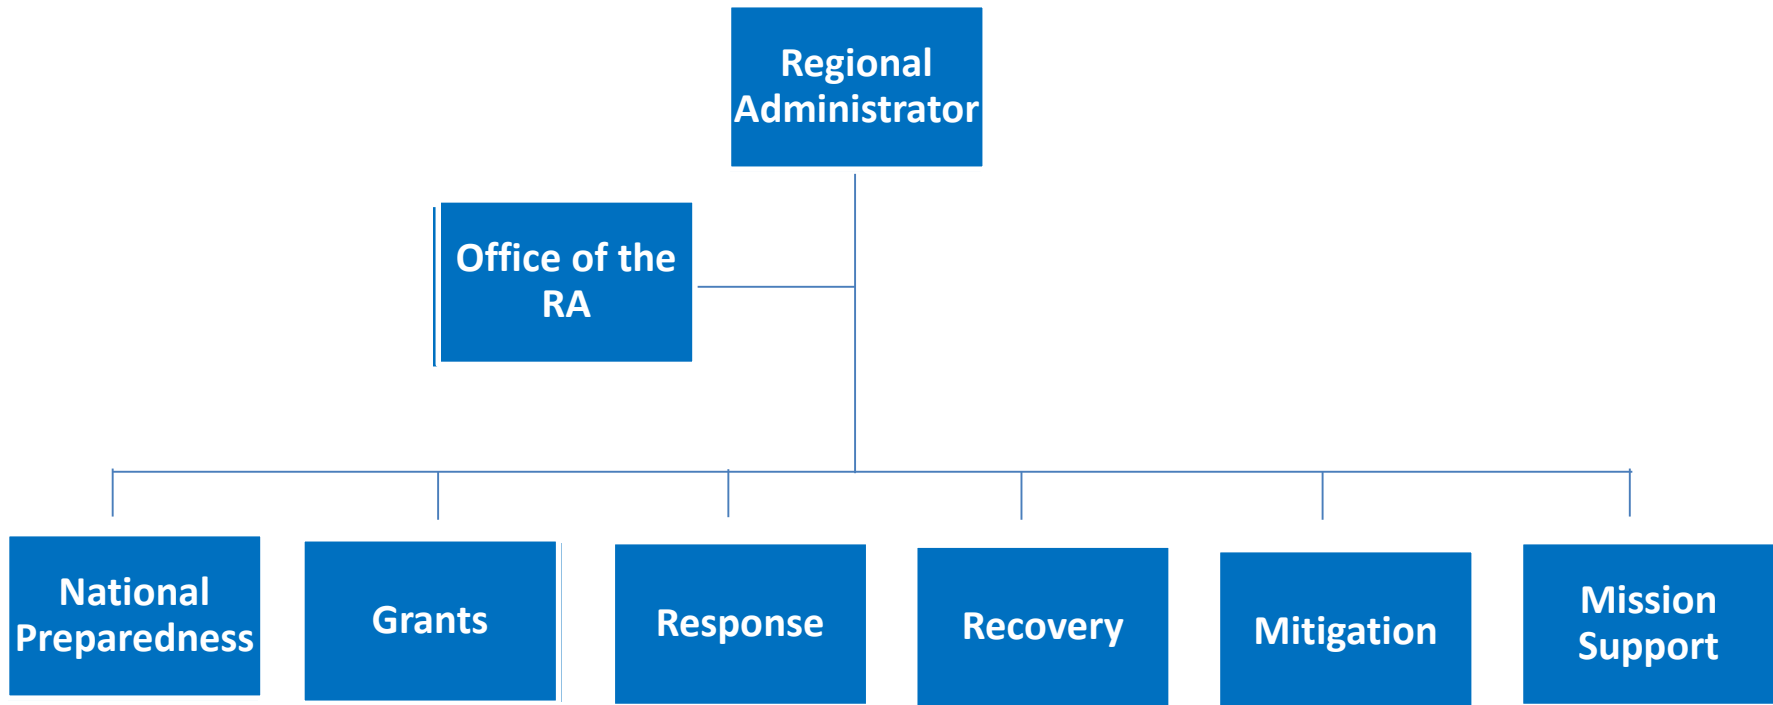 Regional
Administrator
Office of the
RA
National
Preparedness
Grants
Response
Recovery
Mitigation
Mission
Support